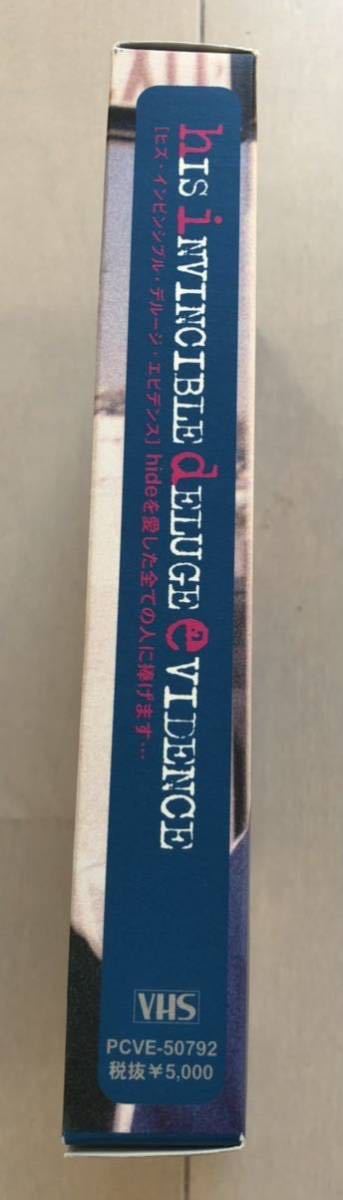 hIS iNVINCIBLE dELUGE eVIDENCE
[ヒズ・インビンシブル・デルージ・エビデンス] hideを愛した全ての人に捧げます…
VHS
PCVE-50792
税抜¥5,000